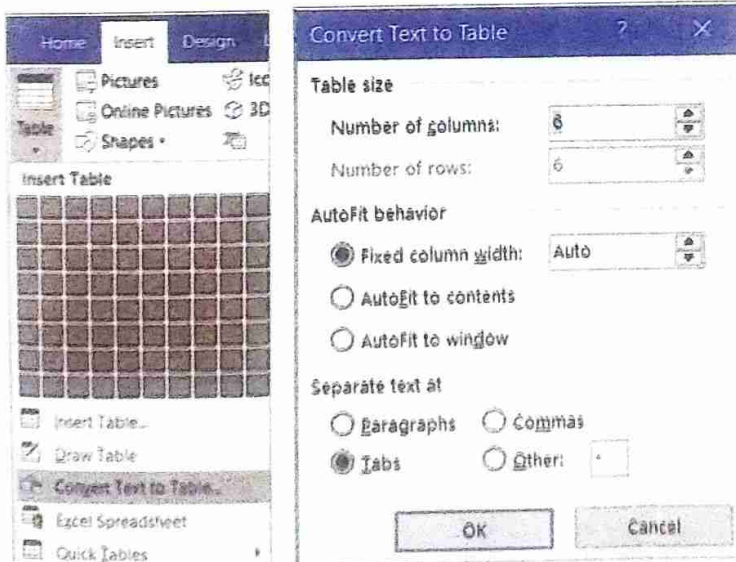 Home Insert Design
Table
Pictures
Online Pictures 3D
Shapes
Insert Table
Insert Table...
Draw Table
Convert Text to Table...
Excel Spreadsheet
Quick Tables
Convert Text to Table ? X
Table size
Number of columns:
Number of rows: 6
AutoFit behavior
Fixed column width: Auto
AutoFit to contents
AutoFit to window
Separate text at
Paragraphs Commas
Tabs Other:
OK Cancel